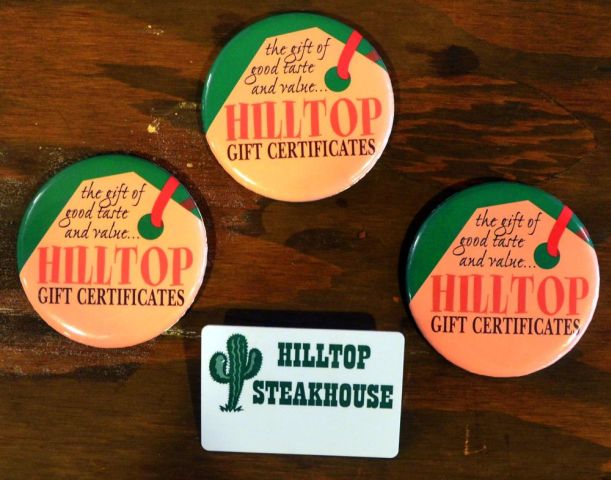 the gift of
good taste
and value...
HILLTOP
GIFT CERTIFICATES
the gift of
good taste
and value...
HILLTOP
GIFT CERTIFICATES
the gift of
good taste
and value...
HILLTOP
GIFT CERTIFICATES
HILLTOP
STEAKHOUSE